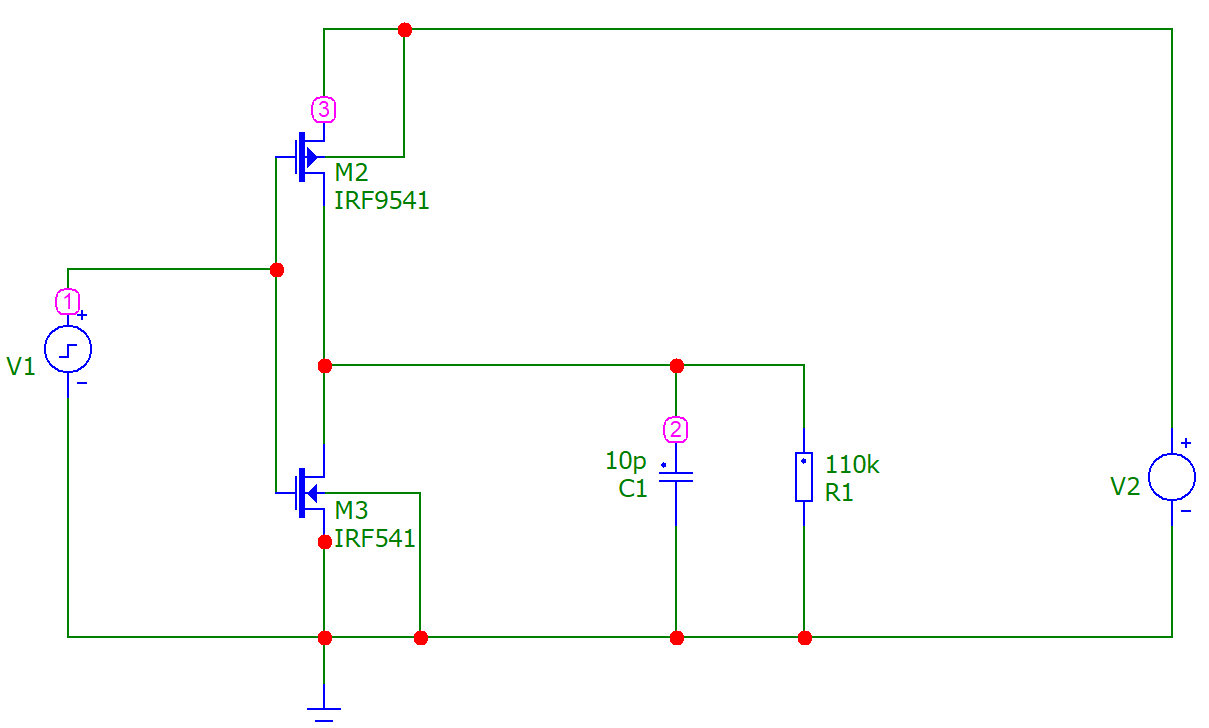 3
M2
IRF9541
1
+
V1
−
2
10p
C1
110k
R1
+
V2
−
M3
IRF541